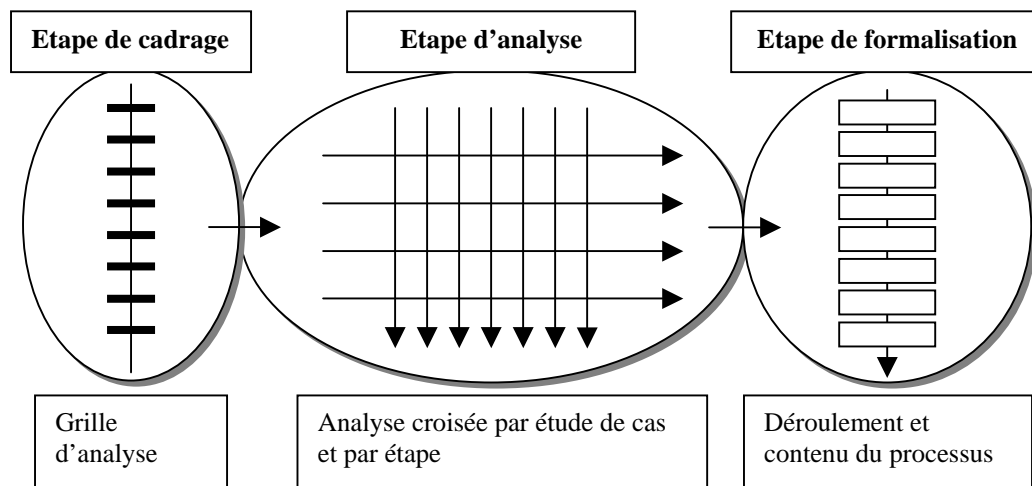 Etape de cadrage
Etape d’analyse
Etape de formalisation
Grille
d’analyse
Analyse croisée par étude de cas
et par étape
Déroulement et
contenu du processus